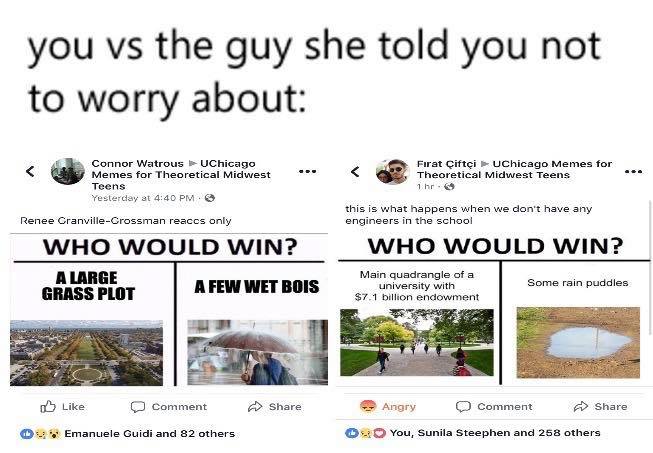 you vs the guy she told you not
to worry about:
Connor Watrous ▶ UChicago
Memes for Theoretical Midwest
Teens
Yesterday at 4:40 PM ·
Renee Granville-Grossman reaccs only
WHO WOULD WIN?
A LARGE
GRASS PLOT
A FEW WET BOIS
Like
Comment
Share
Emanuele Guidi and 82 others
Fırat Çiftçi ▶ UChicago Memes for
Theoretical Midwest Teens
1 hr ·
this is what happens when we don't have any
engineers in the school
WHO WOULD WIN?
Main quadrangle of a
university with
$7.1 billion endowment
Some rain puddles
Angry
Comment
Share
You, Sunila Steephen and 258 others